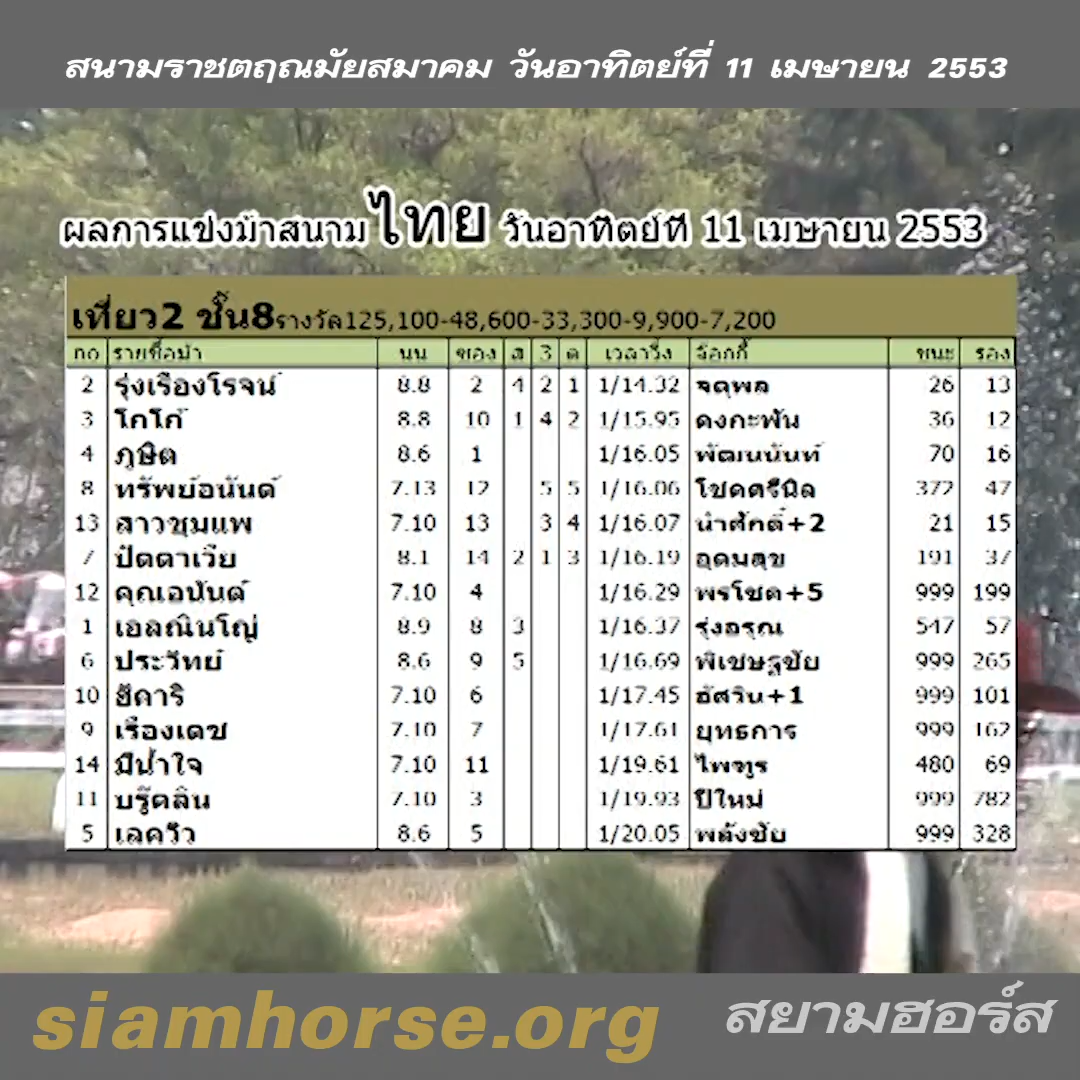 สนามราชตฤณมัยสมาคม วันอาทิตย์ที่ 11 เมษายน 2553
ผลการแข่งม้าสนามไทย วันอาทิตย์ที่ 11 เมษายน 2553
เที่ยว2 ชั้น8รางวัล125,100-48,600-33,300-9,900-7,200
no รายชื่อม้า นน ซอง ส 3 ด เวลาวิ่ง จ๊อกกี้ ชนะ รอง
2 รุ่งเรืองโรจน์ 8.8 2 4 2 1 1/14.32 จตุพล 26 13
3 โกโก้ 8.8 10 1 4 2 1/15.95 ดงกะพัน 36 12
4 ภูษิต 8.6 1 1/16.05 พัฒนนันท์ 70 16
8 ทรัพย์อนันต์ 7.13 12 5 5 1/16.06 โชคศรีนิล 372 47
13 สาวชุมแพ 7.10 13 3 4 1/16.07 นำศักดิ์+2 21 15
7 ปัตตาเวีย 8.1 14 2 1 3 1/16.19 อุดมสุข 191 37
12 คุณอนันต์ 7.10 4 1/16.29 พรโชค+5 999 199
1 เอลณินโญ่ 8.9 8 3 1/16.37 รุ่งอรุณ 547 57
6 ประวิทย์ 8.6 9 5 1/16.69 พิเชษฐชัย 999 265
10 ฮิคาริ 7.10 6 1/17.45 อัศวิน+1 999 101
9 เรืองเดช 7.10 7 1/17.61 ยุทธการ 999 162
14 มีน้ำใจ 7.10 11 1/19.61 ไพฑูร 480 69
11 บรู๊คลิน 7.10 3 1/19.93 ปีใหม่ 999 782
5 เลควิว 8.6 5 1/20.05 พลังชัย 999 328
siamhorse.org สยามฮอร์ส